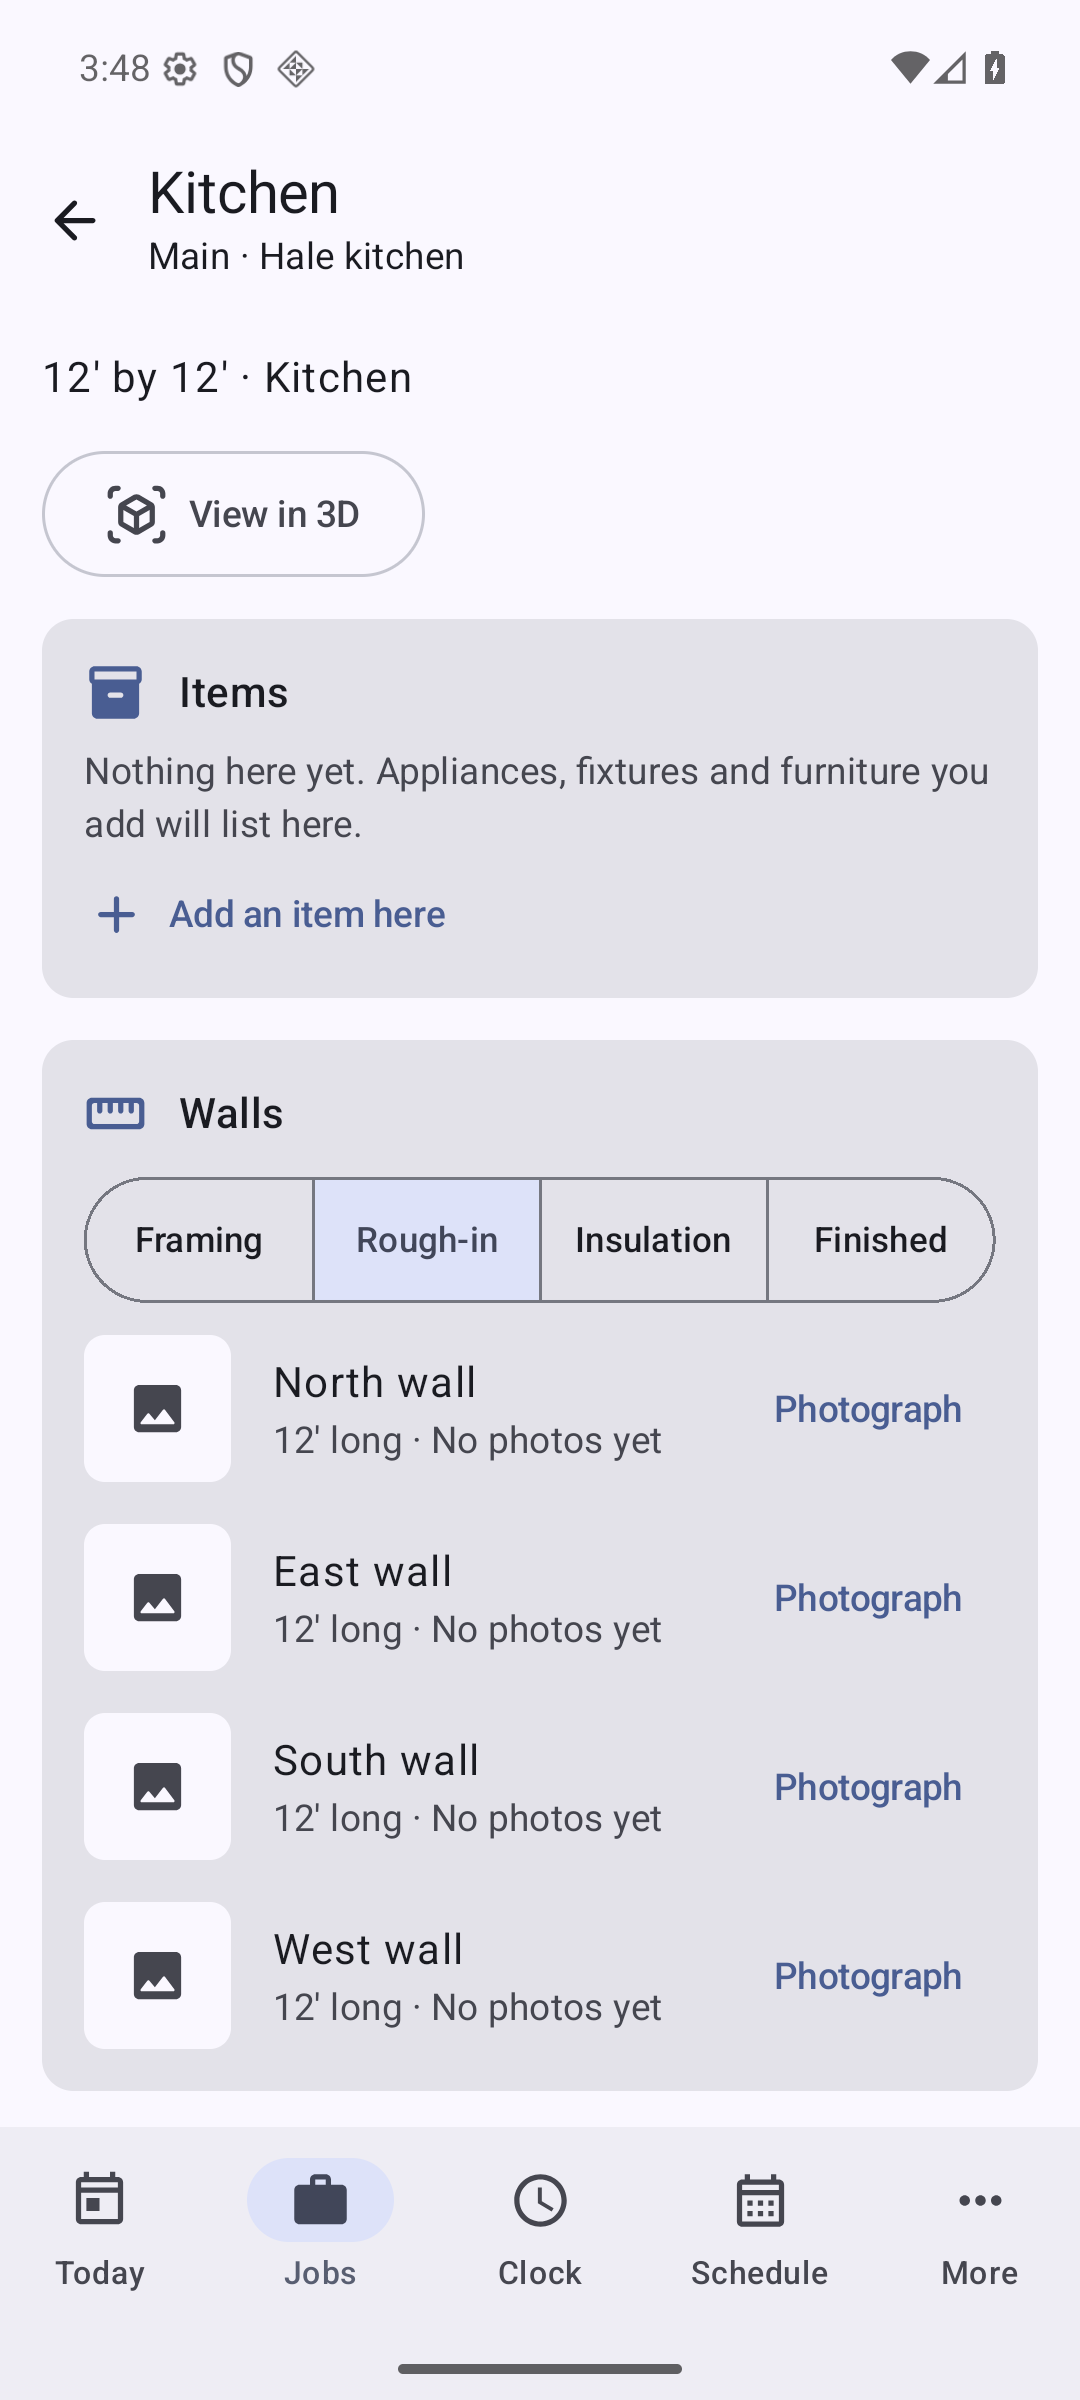 3:48
Kitchen
Main · Hale kitchen
12' by 12' · Kitchen
View in 3D
Items
Nothing here yet. Appliances, fixtures and furniture you
add will list here.
Add an item here
Walls
Framing
Rough-in
Insulation
Finished
North wall
12' long · No photos yet
Photograph
East wall
12' long · No photos yet
Photograph
South wall
12' long · No photos yet
Photograph
West wall
12' long · No photos yet
Photograph
Today
Jobs
Clock
Schedule
More